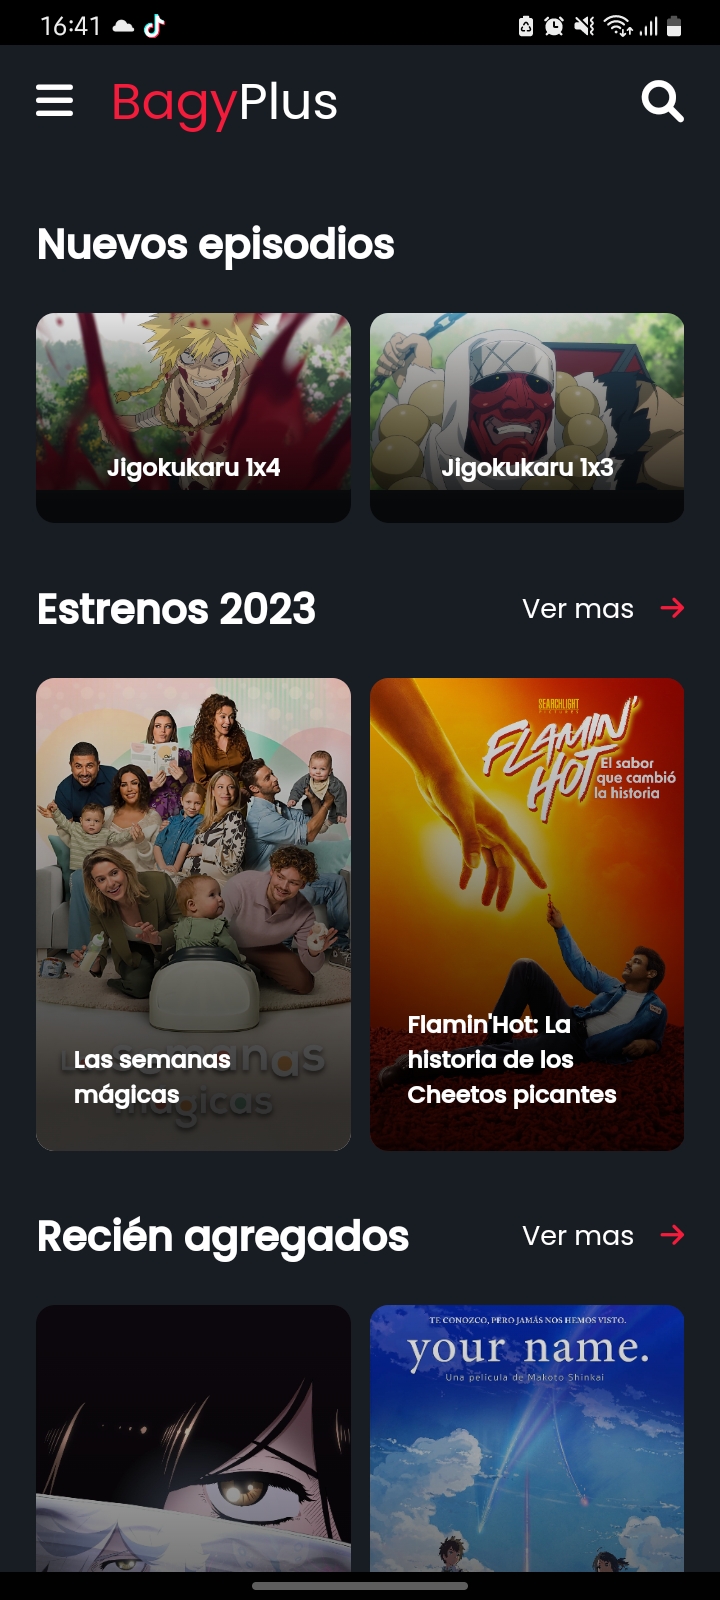 16:41
BagyPlus
Nuevos episodios
Jigokukaru 1x4
Jigokukaru 1x3
Estrenos 2023
Ver mas
Las semanas
mágicas
SEARCHLIGHT
PICTURES
FLAMIN'
HOT
El sabor
que cambió
la historia
Flamin'Hot: La
historia de los
Cheetos picantes
Recién agregados
Ver mas
TE CONOZCO, PERO JAMÁS NOS HEMOS VISTO.
your name.
Una película de Makoto Shinkai